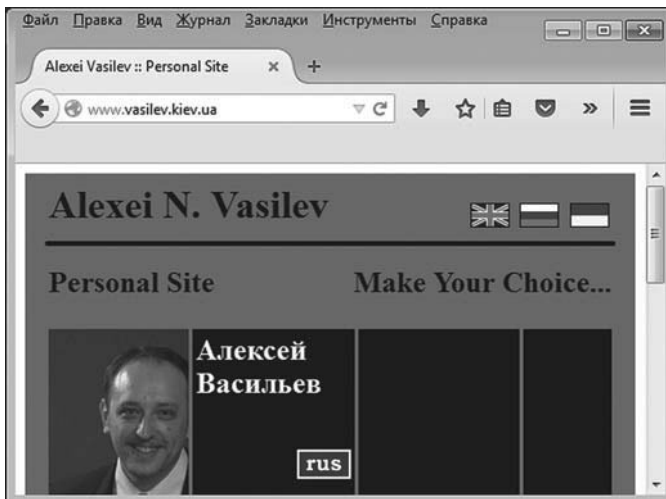 Файл Правка Вид Журнал Закладки Инструменты Справка
Alexei Vasilev :: Personal Site × +
www.vasilev.kiev.ua
Alexei N. Vasilev
Personal Site Make Your Choice...
Алексей
Васильев
rus